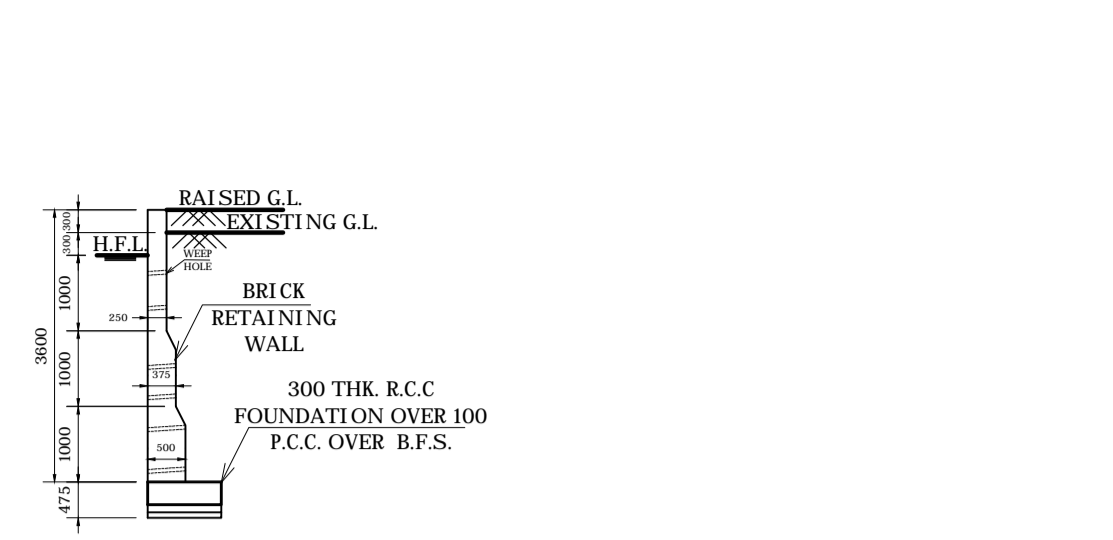 RAISED G.L.
300
EXISTING G.L.
300
H.F.L.
WEEP
HOLE
1000
BRICK
250
RETAINING
WALL
3600
1000
375
300 THK. R.C.C
FOUNDATION OVER 100
P.C.C. OVER B.F.S.
1000
500
475